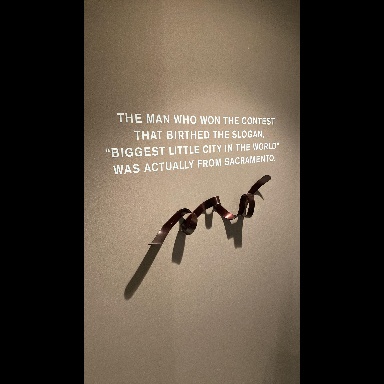 THE MAN WHO WON THE CONTEST
THAT BIRTHED THE SLOGAN,
"BIGGEST LITTLE CITY IN THE WORLD"
WAS ACTUALLY FROM SACRAMENTO.